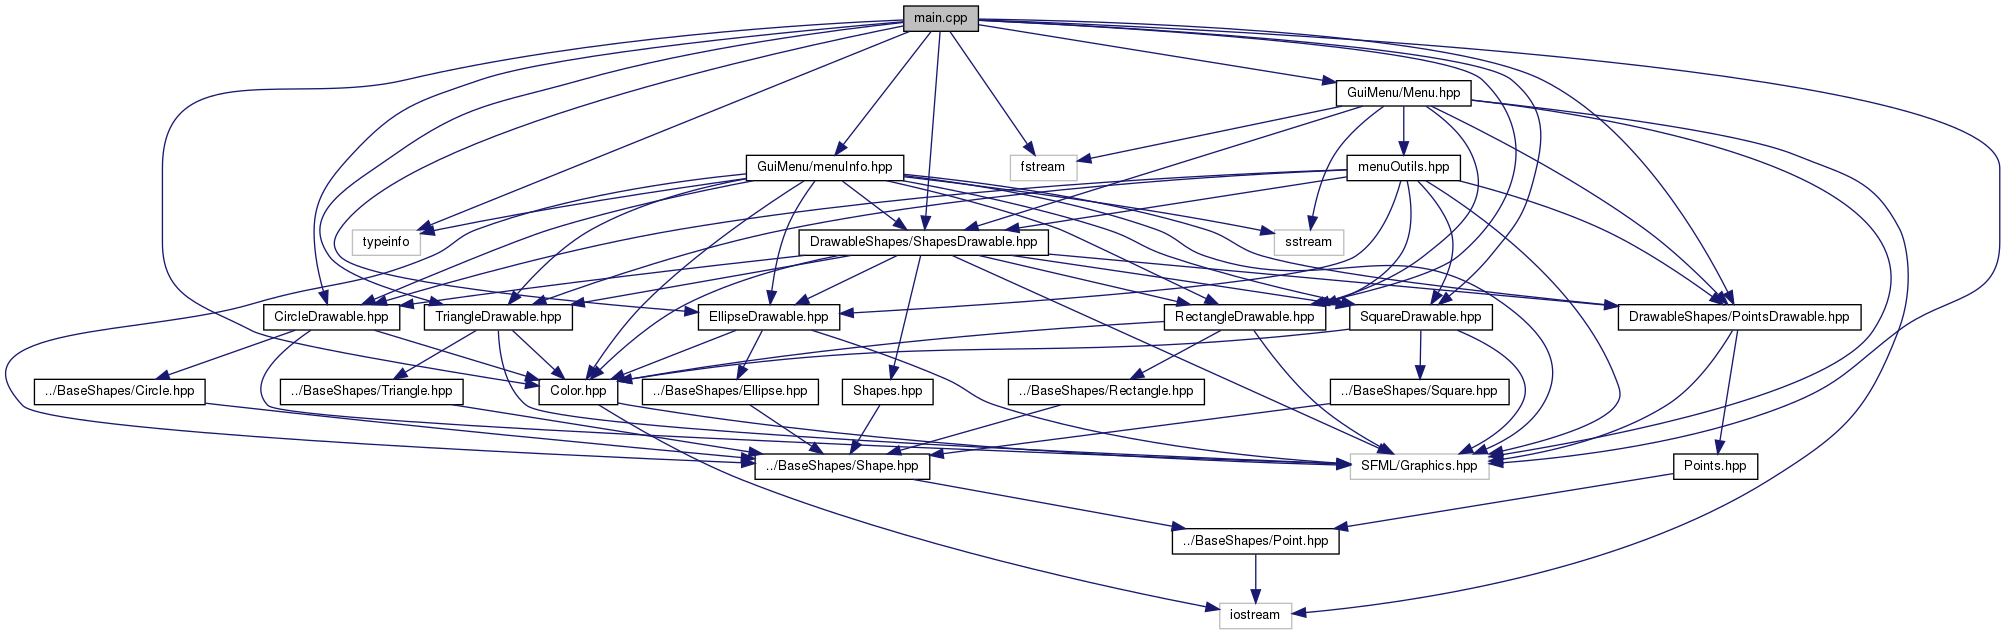 main.cpp
GuiMenu/Menu.hpp
GuiMenu/menuInfo.hpp
fstream
menuOutils.hpp
typeinfo
DrawableShapes/ShapesDrawable.hpp
sstream
CircleDrawable.hpp
TriangleDrawable.hpp
EllipseDrawable.hpp
RectangleDrawable.hpp
SquareDrawable.hpp
DrawableShapes/PointsDrawable.hpp
../BaseShapes/Circle.hpp
../BaseShapes/Triangle.hpp
Color.hpp
../BaseShapes/Ellipse.hpp
Shapes.hpp
../BaseShapes/Rectangle.hpp
../BaseShapes/Square.hpp
../BaseShapes/Shape.hpp
SFML/Graphics.hpp
Points.hpp
../BaseShapes/Point.hpp
iostream